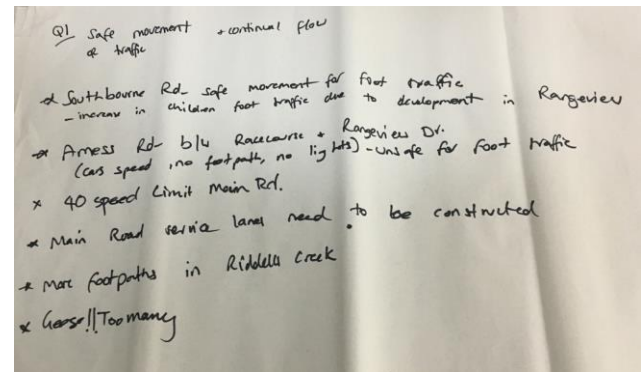 Q1 Safe movement + continual flow
of traffic
* Southbourne Rd - safe movement for foot traffic
- increase in children foot traffic due to development in Rangeview
* Amess Rd b/w Racecourse + Rangeview Dr.
(cars speed, no footpath, no lights) - unsafe for foot traffic
x 40 speed limit Main Rd.
* Main Road service lanes need to be constructed
* More footpaths in Riddells Creek
* Geese!! Too many